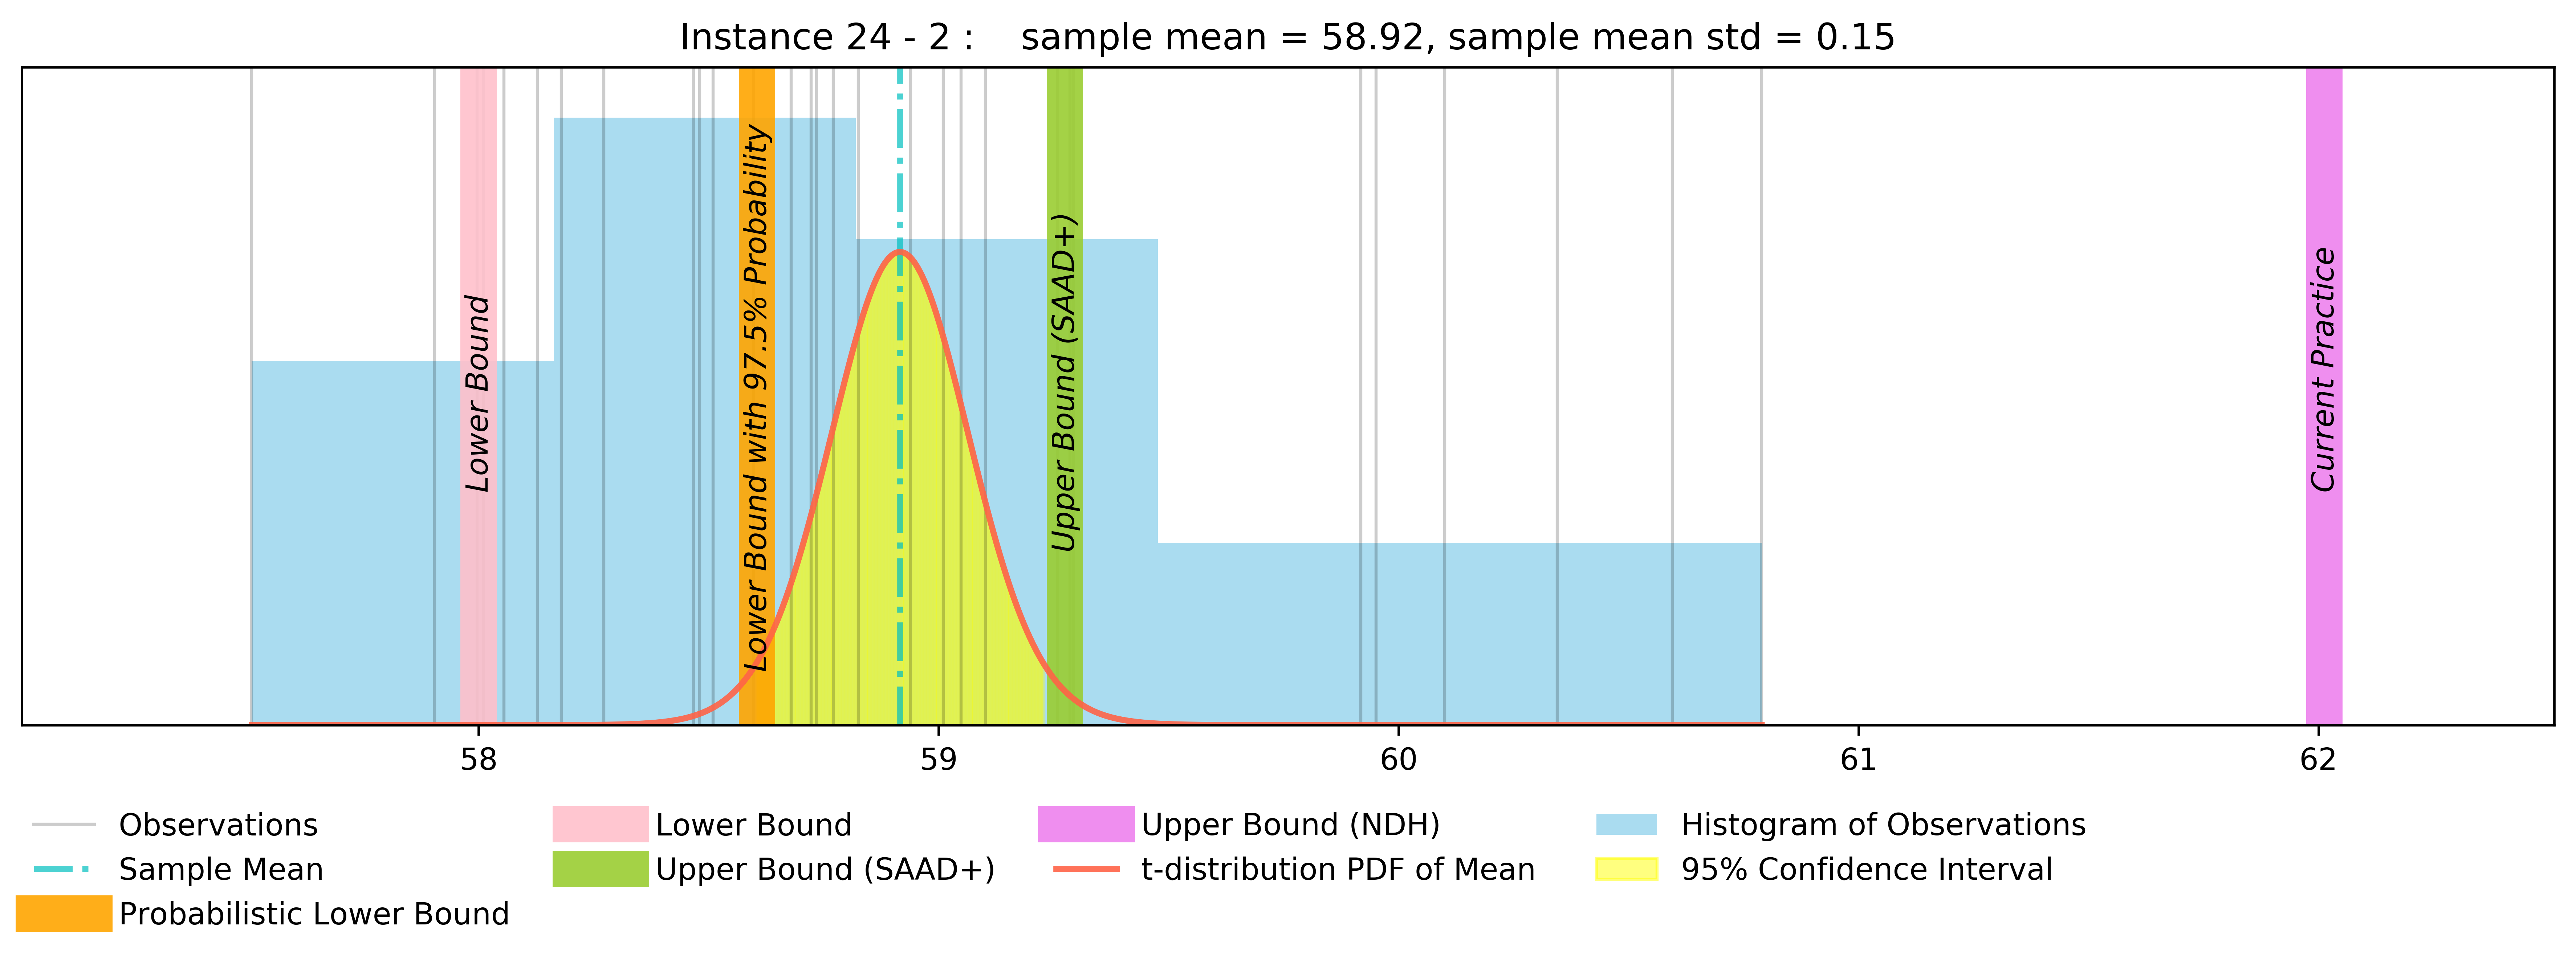 Instance 24 - 2 :    sample mean = 58.92, sample mean std = 0.15
Lower Bound
Lower Bound with 97.5% Probability
Upper Bound (SAAD+)
Current Practice
58 59 60 61 62
Observations
Sample Mean
Probabilistic Lower Bound
Lower Bound
Upper Bound (SAAD+)
Upper Bound (NDH)
t-distribution PDF of Mean
Histogram of Observations
95% Confidence Interval